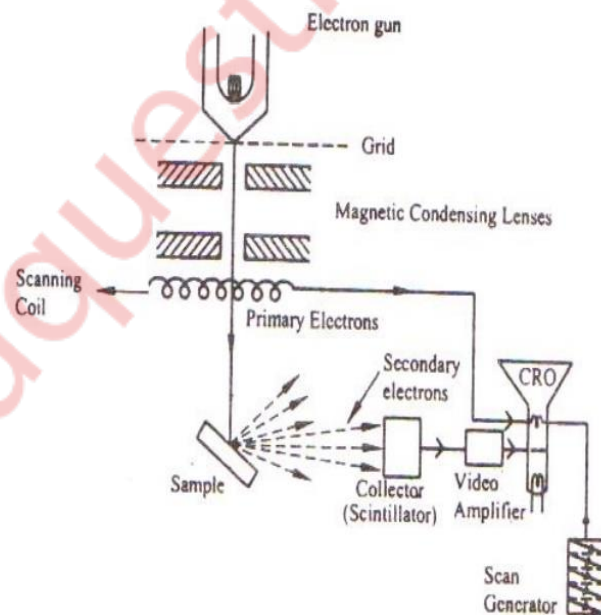 Electron gun
Grid
Magnetic Condensing Lenses
Scanning
Coil
Primary Electrons
Secondary
electrons
CRO
Sample
Collector
(Scintillator)
Video
Amplifier
Scan
Generator